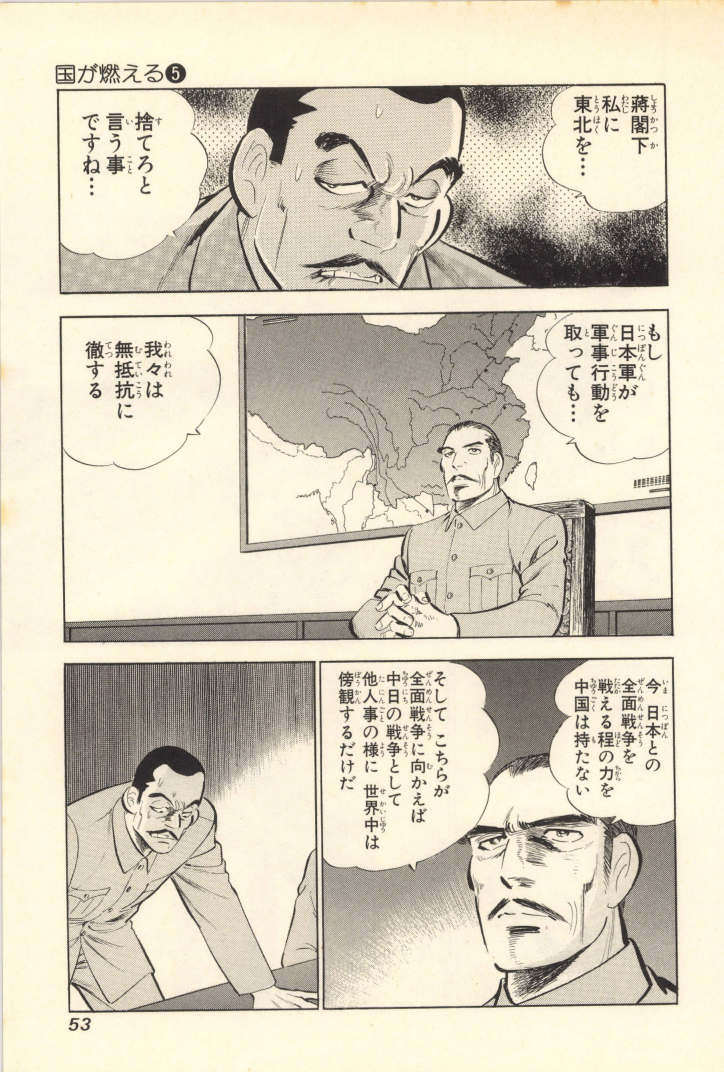 国が燃える❺
蔣閣下
私に
東北を…
捨てろと
言う事
ですね…
もし
日本軍が
軍事行動を
取っても…
我々は
無抵抗に
徹する
今 日本との
全面戦争を
戦える程の力を
中国は持たない
そして こちらが
全面戦争に向かえば
中日の戦争として
他人事の様に 世界中は
傍観するだけだ
53